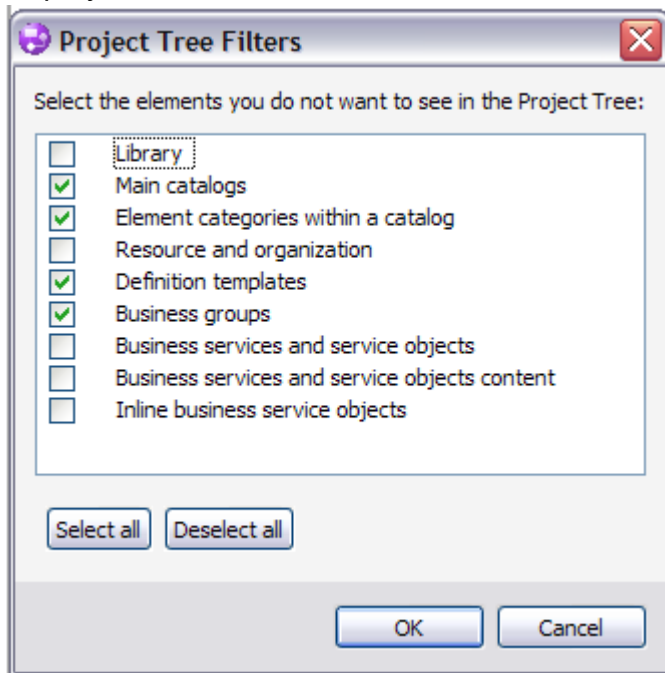 Project Tree Filters
Select the elements you do not want to see in the Project Tree:
Library
Main catalogs
Element categories within a catalog
Resource and organization
Definition templates
Business groups
Business services and service objects
Business services and service objects content
Inline business service objects
Select all Deselect all
OK Cancel